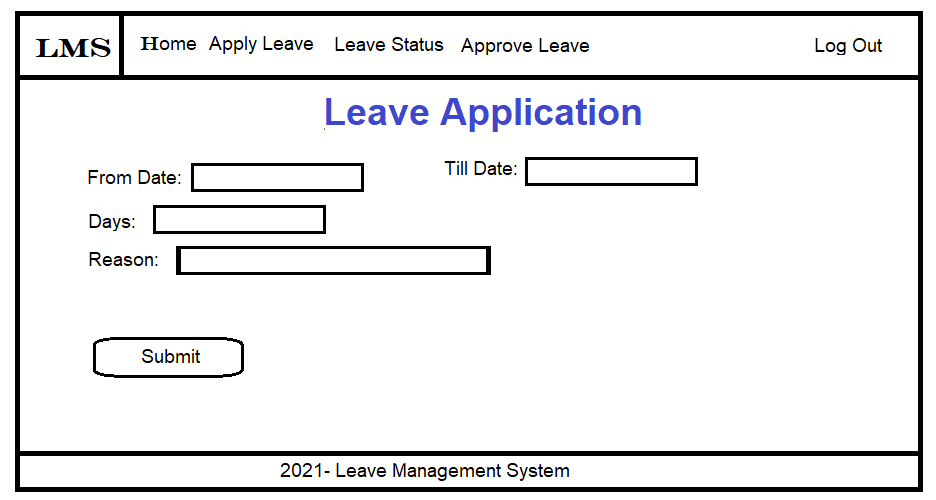 LMS Home Apply Leave Leave Status Approve Leave Log Out
Leave Application
From Date: Till Date:
Days:
Reason:
Submit
2021- Leave Management System